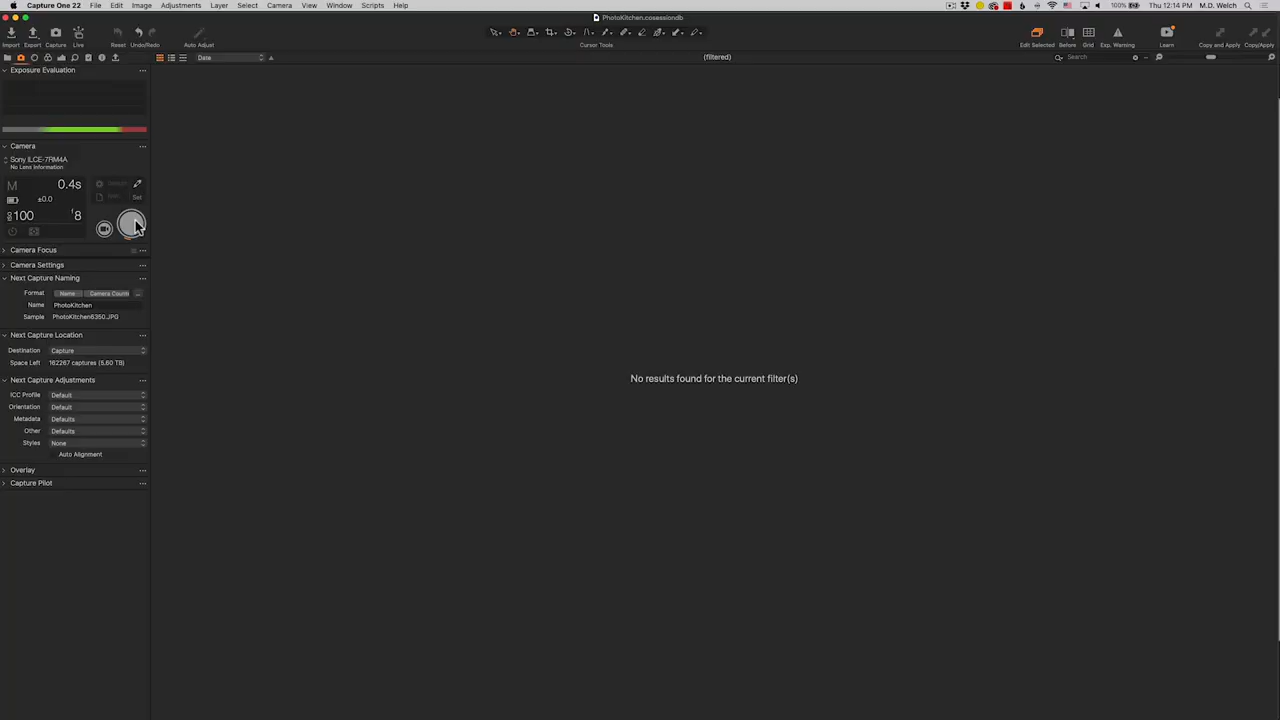 Capture One 22 File Edit Image Adjustments Layer Select Camera View Window Scripts Help 100% Thu 12:14 PM M.D. Welch
PhotoKitchen.cosessiondb
Import Export Capture Live Reset Undo/Redo Auto Adjust Cursor Tools Edit Selected Before Grid Exp. Warning Learn Copy and Apply Copy/Apply
Date (filtered) Search
Exposure Evaluation
Camera
Sony ILCE-7RM4A
No Lens Information
M 0.4s
±0.0 Set
ISO 100 f 8
Camera Focus
Camera Settings
Next Capture Naming
Format Name Camera Count
Name PhotoKitchen
Sample PhotoKitchen6350.JPG
Next Capture Location
Destination Capture
Space Left 162267 captures (5.60 TB)
No results found for the current filter(s)
Next Capture Adjustments
ICC Profile Default
Orientation Default
Metadata Defaults
Other Defaults
Styles None
Auto Alignment
Overlay
Capture Pilot